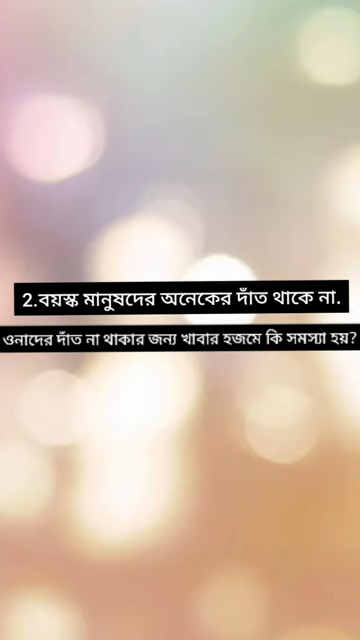 2.বয়স্ক মানুষদের অনেকের দাঁত থাকে না.
ওনাদের দাঁত না থাকার জন্য খাবার হজমে কি সমস্যা হয়?